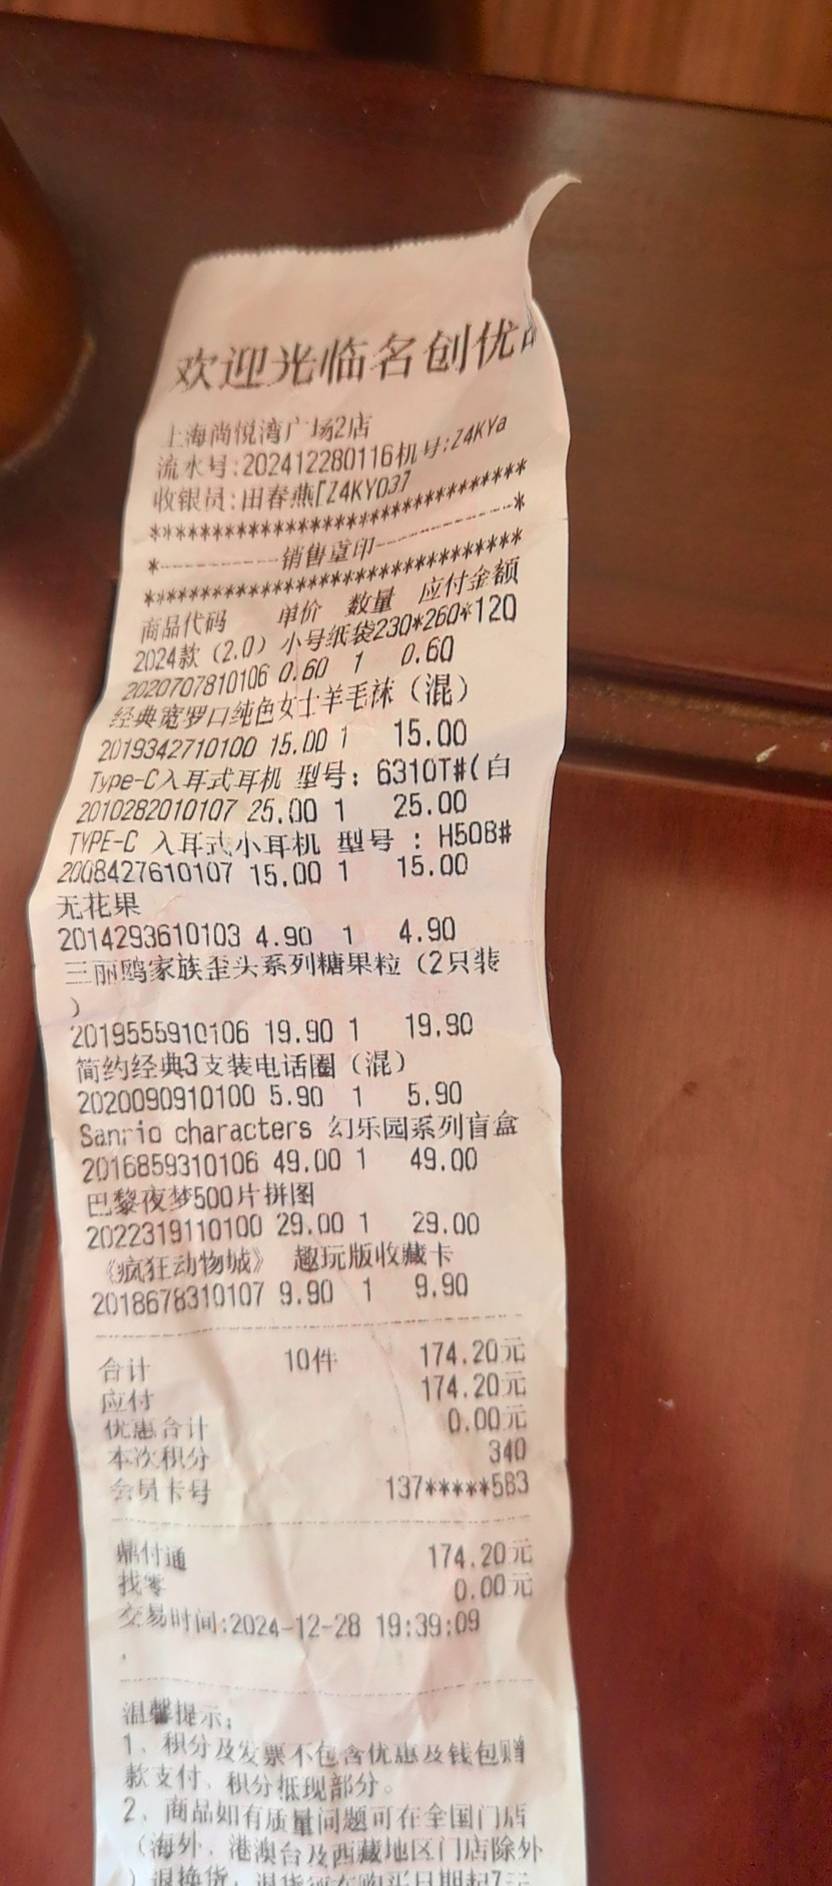 欢迎光临名创优
上海尚悦湾广场2店
流水号:202412280116机号:Z4KYa
收银员:田春燕[Z4KY037
********************************
*-----------销售重印-------------*
********************************
商品代码 单价 数量 应付金额
2024款（2.0）小号纸袋230*260*120
2020707810106 0.60 1 0.60
经典宽罗口纯色女士羊毛袜（混）
2019342710100 15.00 1 15.00
Type-C入耳式耳机 型号：6310T#(白
2010282010107 25.00 1 25.00
TYPE-C 入耳式小耳机 型号 : H508#
2008427610107 15.00 1 15.00
无花果
2014293610103 4.90 1 4.90
三丽鸥家族歪头系列糖果粒（2只装
）
2019555910106 19.90 1 19.90
简约经典3支装电话圈（混）
2020090910100 5.90 1 5.90
Sanrio characters 幻乐园系列盲盒
2016859310106 49.00 1 49.00
巴黎夜梦500片拼图
2022319110100 29.00 1 29.00
《疯狂动物城》 趣玩版收藏卡
2018678310107 9.90 1 9.90
合计 10件 174.20元
应付 174.20元
优惠合计 0.00元
本次积分 340
会员卡号 137*****583
鼎付通 174.20元
找零 0.00元
交易时间:2024-12-28 19:39:09
温馨提示:
1、积分及发票不包含优惠及钱包赠
款支付、积分抵现部分。
2、商品如有质量问题可在全国门店
（海外、港澳台及西藏地区门店除外
）退换货，退货须在购买日期起7